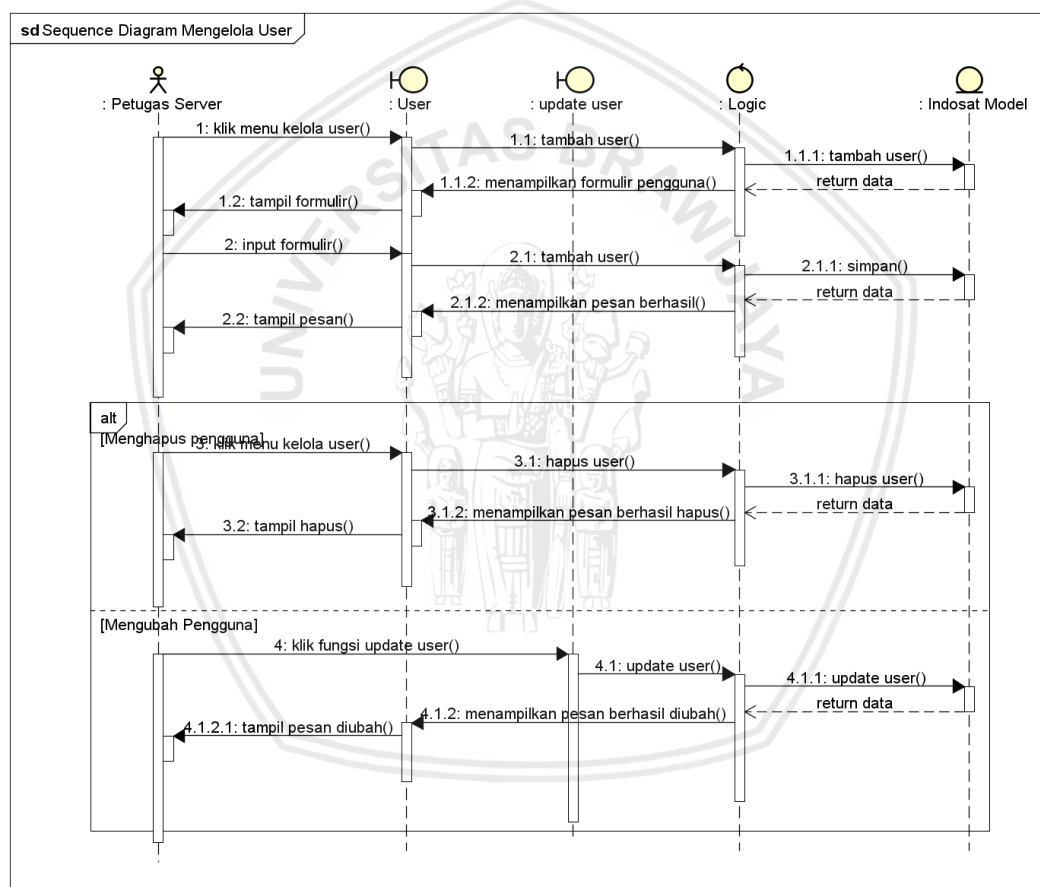 sd Sequence Diagram Mengelola User
: Petugas Server
: User
: update user
: Logic
: Indosat Model
1: klik menu kelola user()
1.1: tambah user()
1.1.1: tambah user()
return data
1.1.2: menampilkan formulir pengguna()
1.2: tampil formulir()
2: input formulir()
2.1: tambah user()
2.1.1: simpan()
return data
2.1.2: menampilkan pesan berhasil()
2.2: tampil pesan()
alt
[Menghapus pengguna]
3: klik menu kelola user()
3.1: hapus user()
3.1.1: hapus user()
return data
3.1.2: menampilkan pesan berhasil hapus()
3.2: tampil hapus()
[Mengubah Pengguna]
4: klik fungsi update user()
4.1: update user()
4.1.1: update user()
return data
4.1.2: menampilkan pesan berhasil diubah()
4.1.2.1: tampil pesan diubah()
UNIVERSITAS BRAWIJAYA